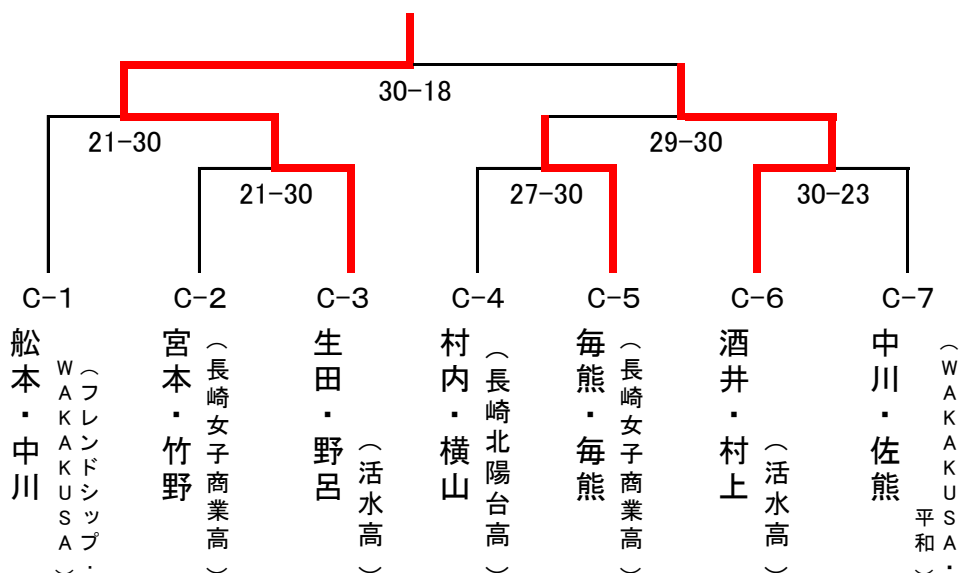 30-18
21-30
29-30
21-30
27-30
30-23
C-1
C-2
C-3
C-4
C-5
C-6
C-7
舩本・中川
（フレンドシップ・
WAKAKUSA）
宮本・竹野
（長崎女子商業高）
生田・野呂
（活水高）
村内・横山
（長崎北陽台高）
毎熊・毎熊
（長崎女子商業高）
酒井・村上
（活水高）
中川・佐熊
（WAKAKUSA・
平和）